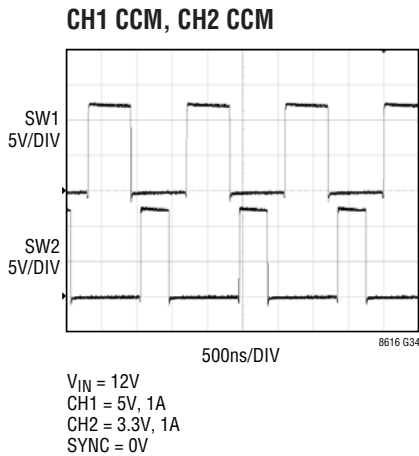 CH1 CCM, CH2 CCM
SW1
5V/DIV
SW2
5V/DIV
500ns/DIV
8616 G34
VIN = 12V
CH1 = 5V, 1A
CH2 = 3.3V, 1A
SYNC = 0V